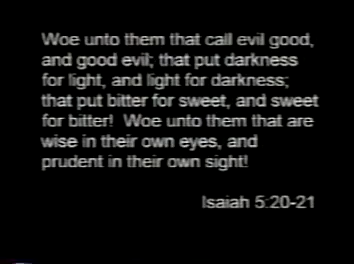 Woe unto them that call evil good,
and good evil; that put darkness
for light, and light for darkness;
that put bitter for sweet, and sweet
for bitter!  Woe unto them that are
wise in their own eyes, and
prudent in their own sight!
Isaiah 5:20-21